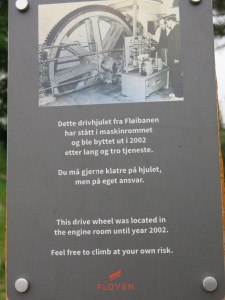 Dette drivhjulet fra Fløibanen
har stått i maskinrommet
og ble byttet ut i 2002
etter lang og tro tjeneste.
Du må gjerne klatre på hjulet,
men på eget ansvar.
This drive wheel was located in
the engine room until year 2002.
Feel free to climb at your own risk.
FLØYEN